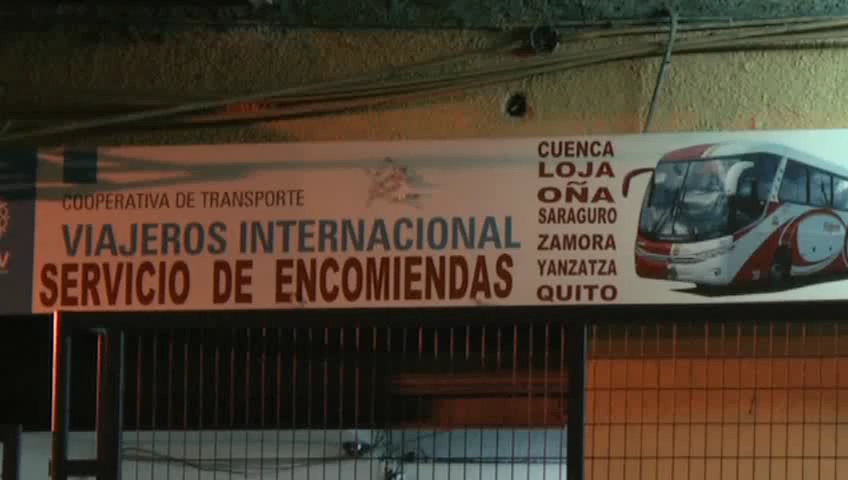 COOPERATIVA DE TRANSPORTE
VIAJEROS INTERNACIONAL
SERVICIO DE ENCOMIENDAS
CUENCA
LOJA
OÑA
SARAGURO
ZAMORA
YANZATZA
QUITO